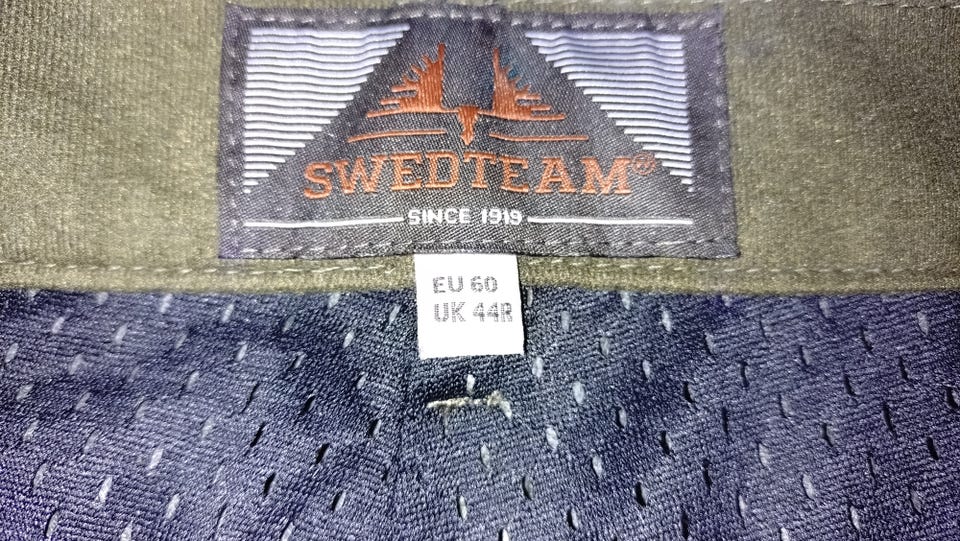 SWEDTEAM®
SINCE 1919
EU 60
UK 44R